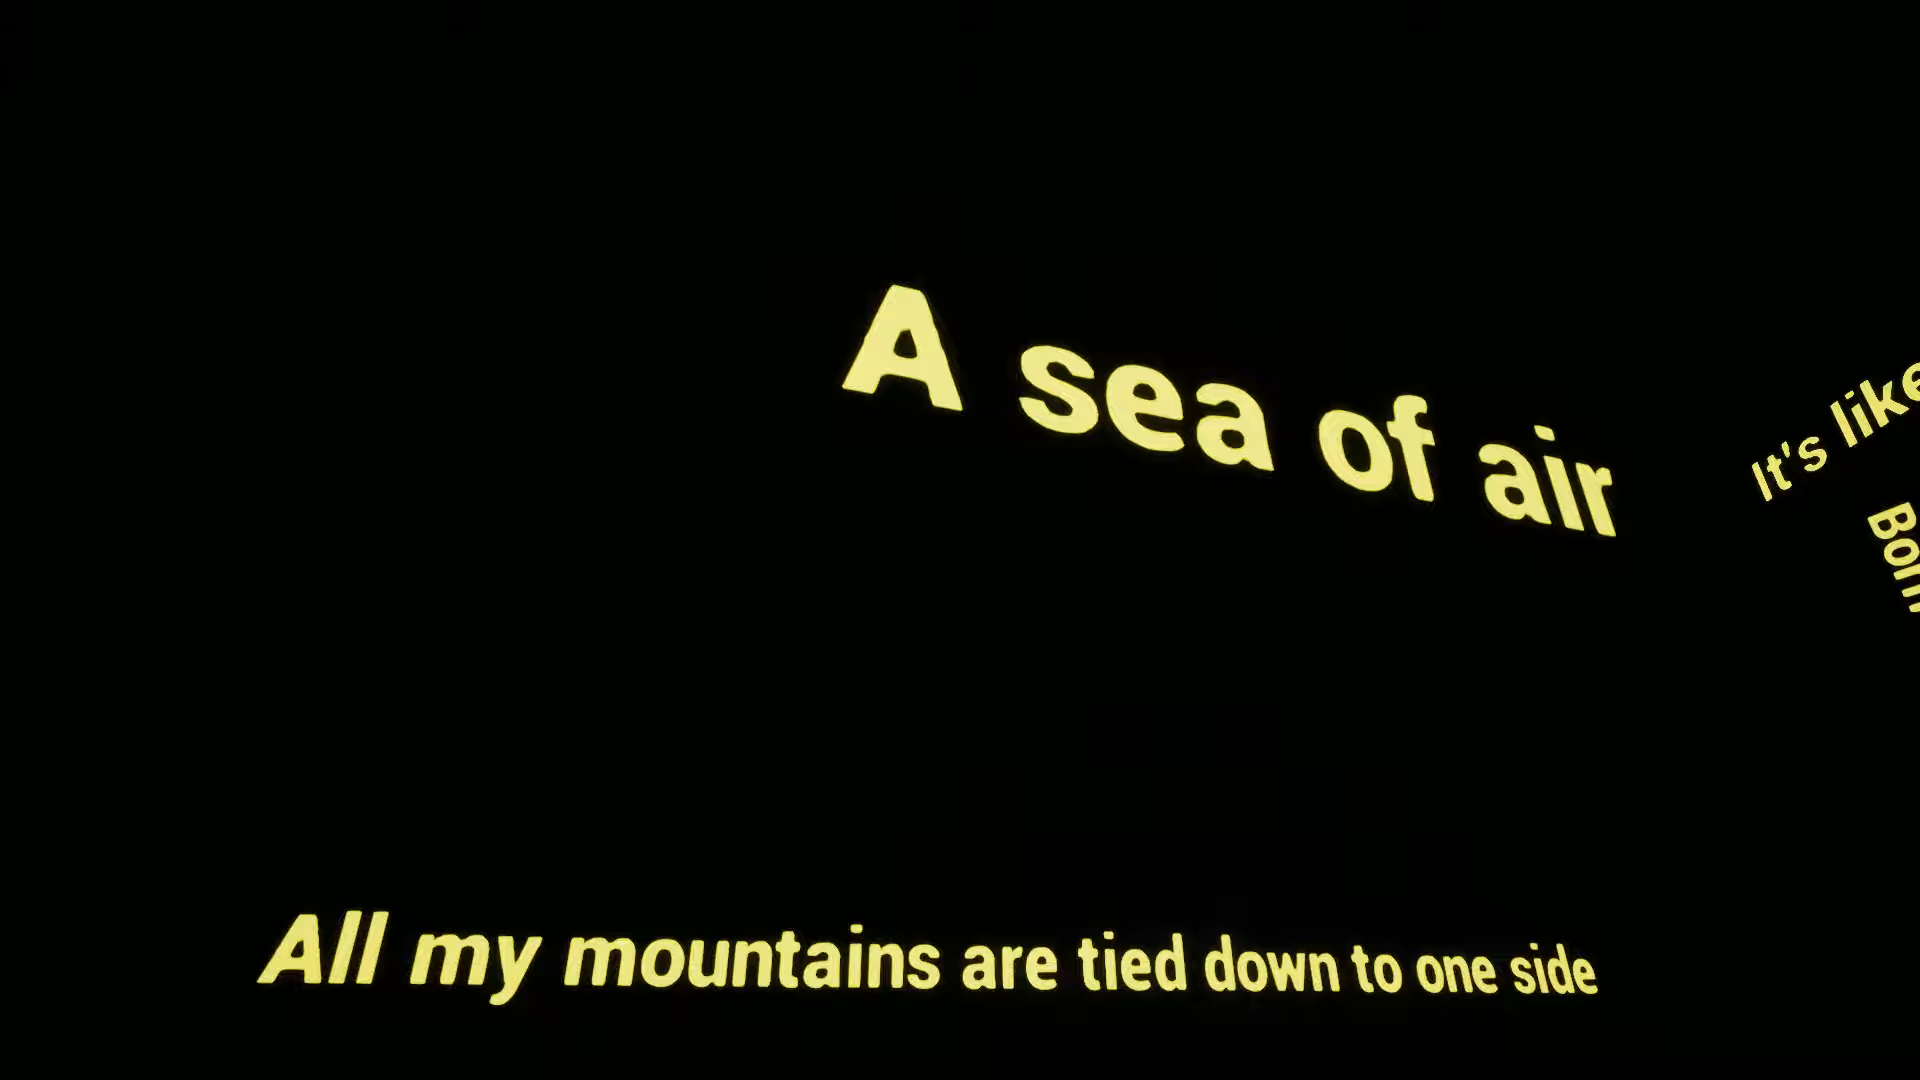 A sea of air
It's like
All my mountains are tied down to one side